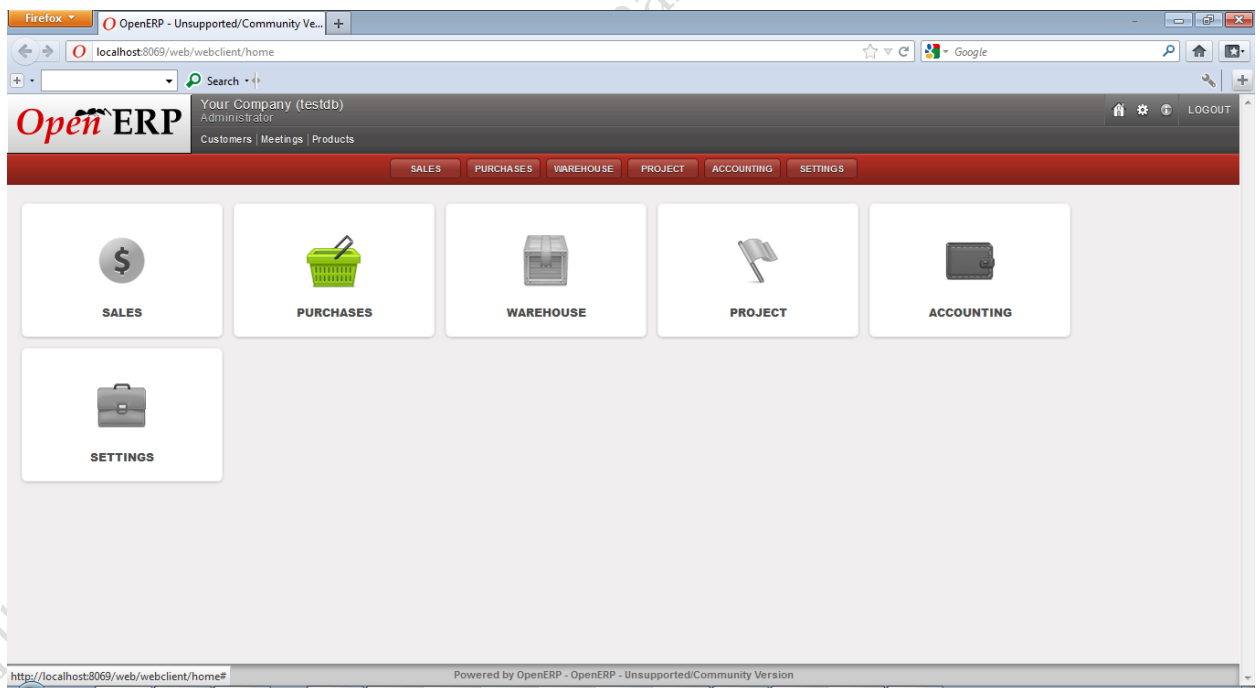 Firefox
OpenERP - Unsupported/Community Ve...
localhost:8069/web/webclient/home
Google
Search
Open ERP
Your Company (testdb)
Administrator
Customers | Meetings | Products
LOGOUT
SALES PURCHASES WAREHOUSE PROJECT ACCOUNTING SETTINGS
SALES PURCHASES WAREHOUSE PROJECT ACCOUNTING
SETTINGS
http://localhost:8069/web/webclient/home#
Powered by OpenERP - OpenERP - Unsupported/Community Version